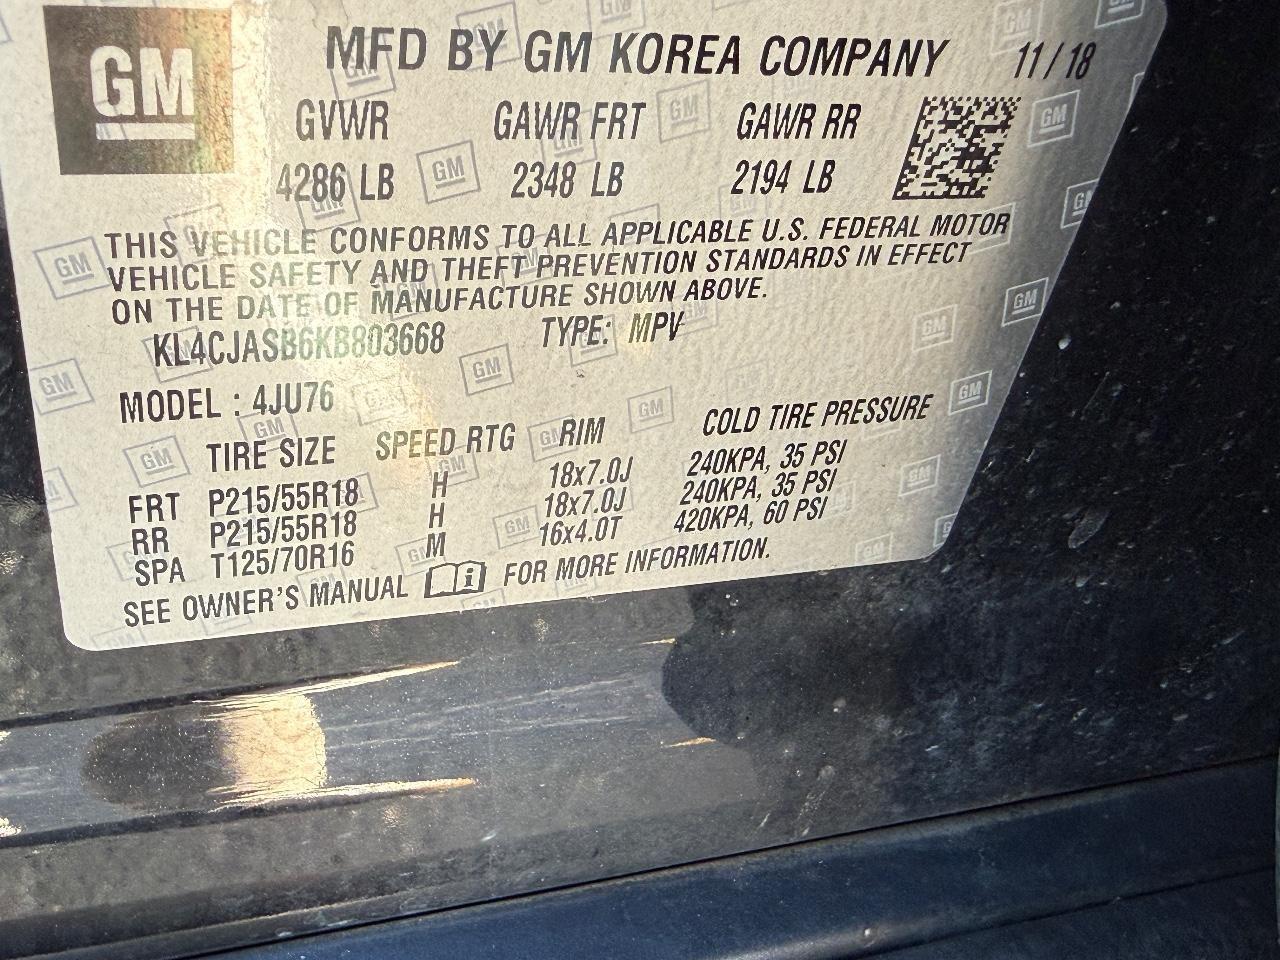 GM
MFD BY GM KOREA COMPANY 11/18
GVWR GAWR FRT GAWR RR
4286 LB 2348 LB 2194 LB
THIS VEHICLE CONFORMS TO ALL APPLICABLE U.S. FEDERAL MOTOR
VEHICLE SAFETY AND THEFT PREVENTION STANDARDS IN EFFECT
ON THE DATE OF MANUFACTURE SHOWN ABOVE.
KL4CJASB6KB803668 TYPE: MPV
MODEL : 4JU76
TIRE SIZE SPEED RTG RIM COLD TIRE PRESSURE
FRT P215/55R18 H 18x7.0J 240KPA, 35 PSI
RR P215/55R18 H 18x7.0J 240KPA, 35 PSI
SPA T125/70R16 M 16x4.0T 420KPA, 60 PSI
SEE OWNER'S MANUAL FOR MORE INFORMATION.